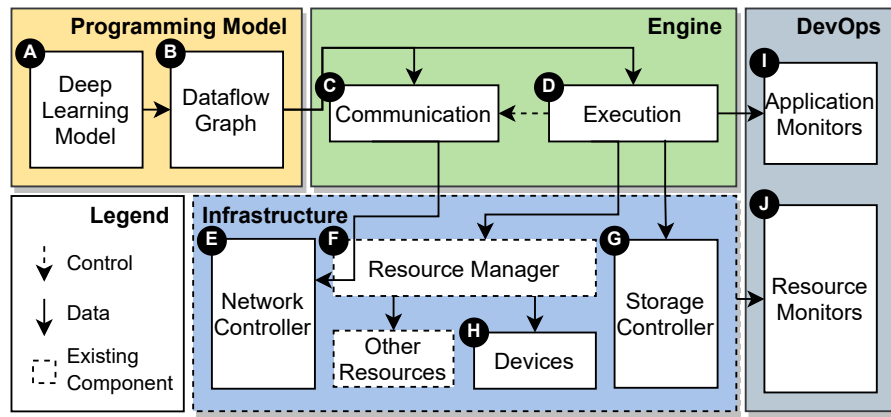 Programming Model
Engine
DevOps
A
Deep
Learning
Model
B
Dataflow
Graph
C
Communication
D
Execution
I
Application
Monitors
Legend
Control
Data
Existing
Component
Infrastructure
E
Network
Controller
F
Resource Manager
Other
Resources
H
Devices
G
Storage
Controller
J
Resource
Monitors